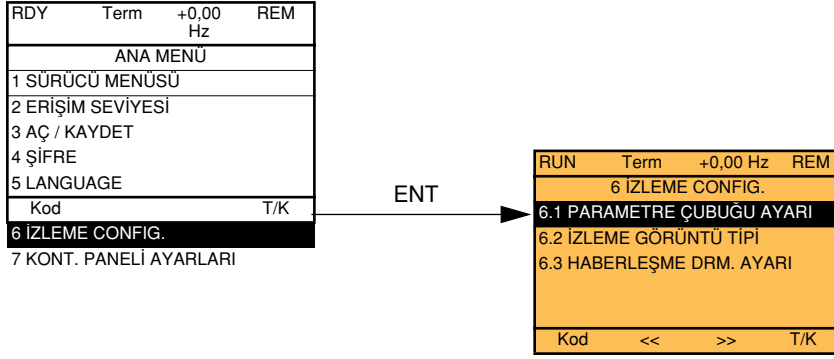 RDY Term +0,00 Hz REM
ANA MENÜ
1 SÜRÜCÜ MENÜSÜ
2 ERİŞİM SEVİYESİ
3 AÇ / KAYDET
4 ŞİFRE
5 LANGUAGE
Kod T/K
6 İZLEME CONFIG.
7 KONT. PANELİ AYARLARI
ENT
RUN Term +0,00 Hz REM
6 İZLEME CONFIG.
6.1 PARAMETRE ÇUBUĞU AYARI
6.2 İZLEME GÖRÜNTÜ TİPİ
6.3 HABERLEŞME DRM. AYARI
Kod << >> T/K